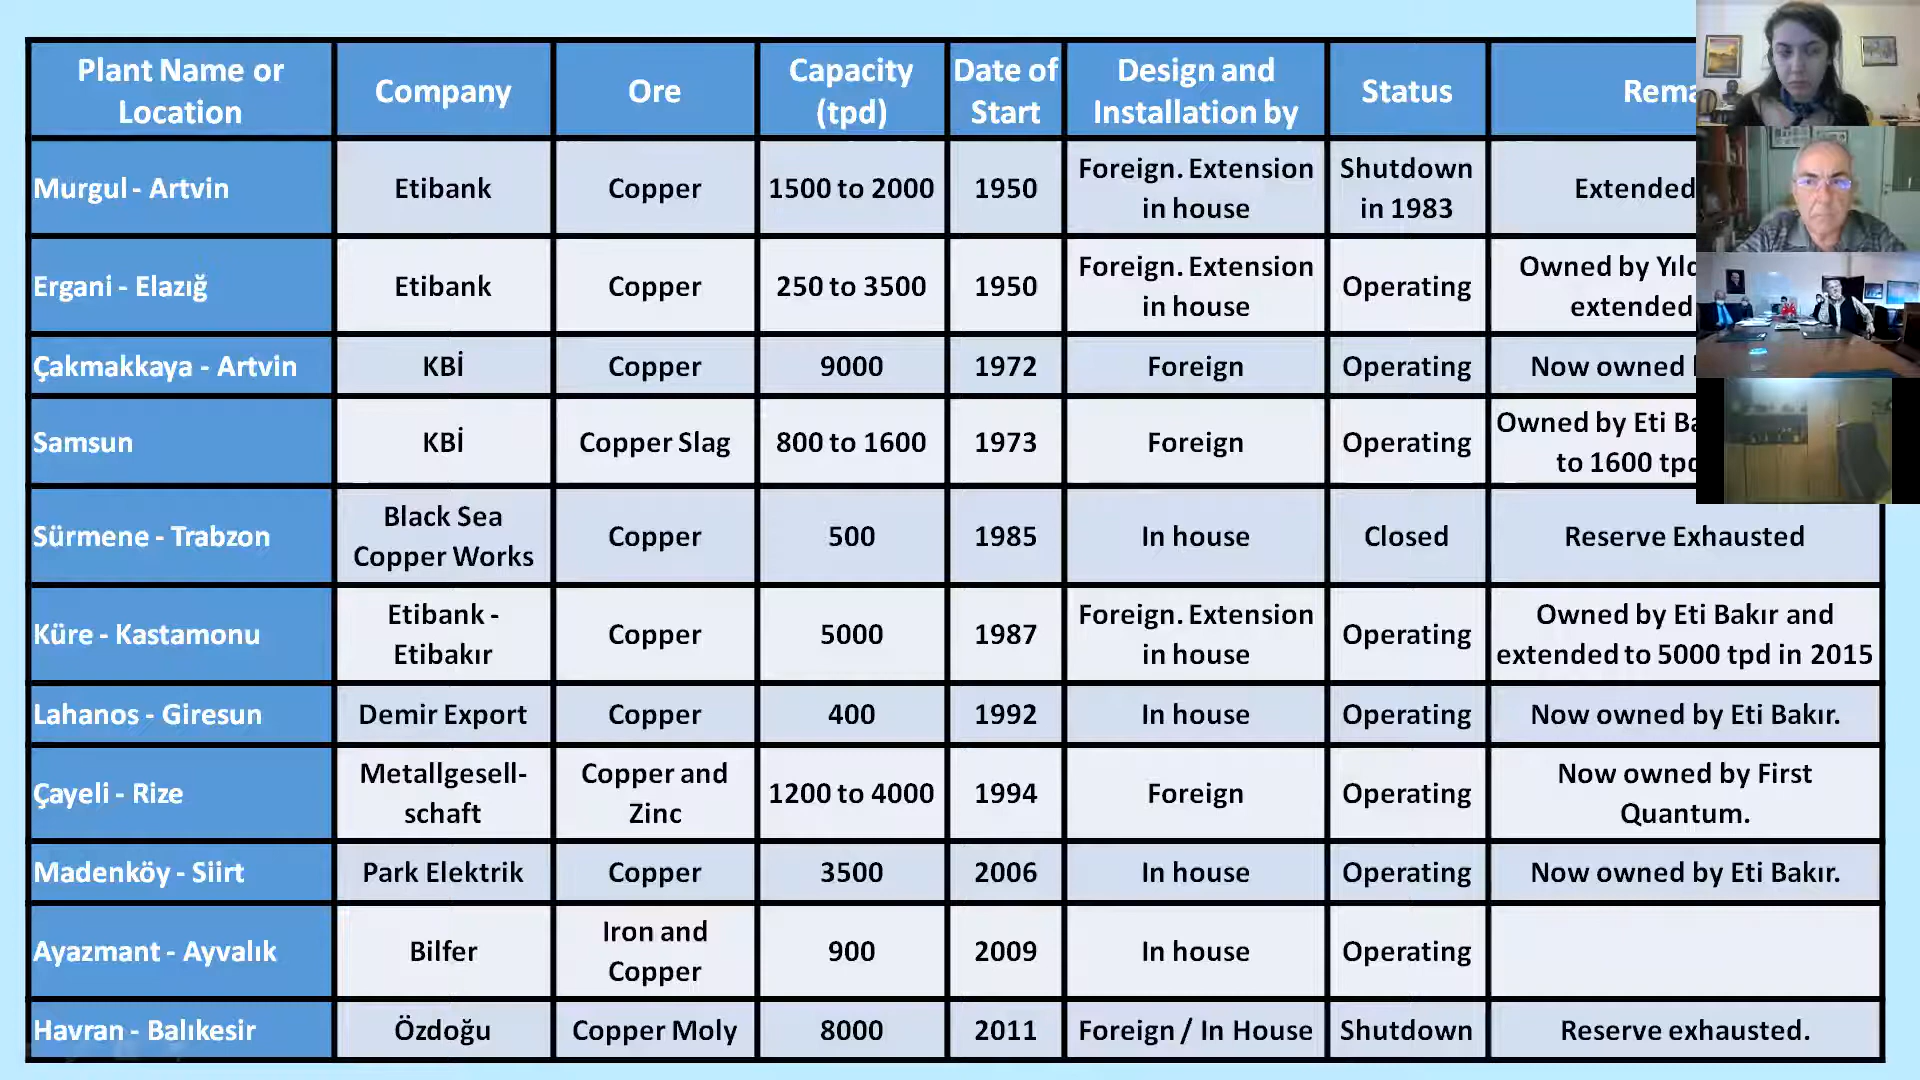 Plant Name or
Location
Company
Ore
Capacity
(tpd)
Date of
Start
Design and
Installation by
Status
Murgul - Artvin
Etibank
Copper
1500 to 2000
1950
Foreign. Extension
in house
Shutdown
in 1983
Extended
Ergani - Elazığ
Etibank
Copper
250 to 3500
1950
Foreign. Extension
in house
Operating
Owned by
extended
Çakmakkaya - Artvin
KBİ
Copper
9000
1972
Foreign
Operating
Now owned
Samsun
KBİ
Copper Slag
800 to 1600
1973
Foreign
Operating
Owned by Eti
to 1600
Sürmene - Trabzon
Black Sea
Copper Works
Copper
500
1985
In house
Closed
Reserve Exhausted
Küre - Kastamonu
Etibank -
Etibakır
Copper
5000
1987
Foreign. Extension
in house
Operating
Owned by Eti Bakır and
extended to 5000 tpd in 2015
Lahanos - Giresun
Demir Export
Copper
400
1992
In house
Operating
Now owned by Eti Bakır.
Çayeli - Rize
Metallgesell-
schaft
Copper and
Zinc
1200 to 4000
1994
Foreign
Operating
Now owned by First
Quantum.
Madenköy - Siirt
Park Elektrik
Copper
3500
2006
In house
Operating
Now owned by Eti Bakır.
Ayazmant - Ayvalık
Bilfer
Iron and
Copper
900
2009
In house
Operating
Havran - Balıkesir
Özdoğu
Copper Moly
8000
2011
Foreign / In House
Shutdown
Reserve exhausted.